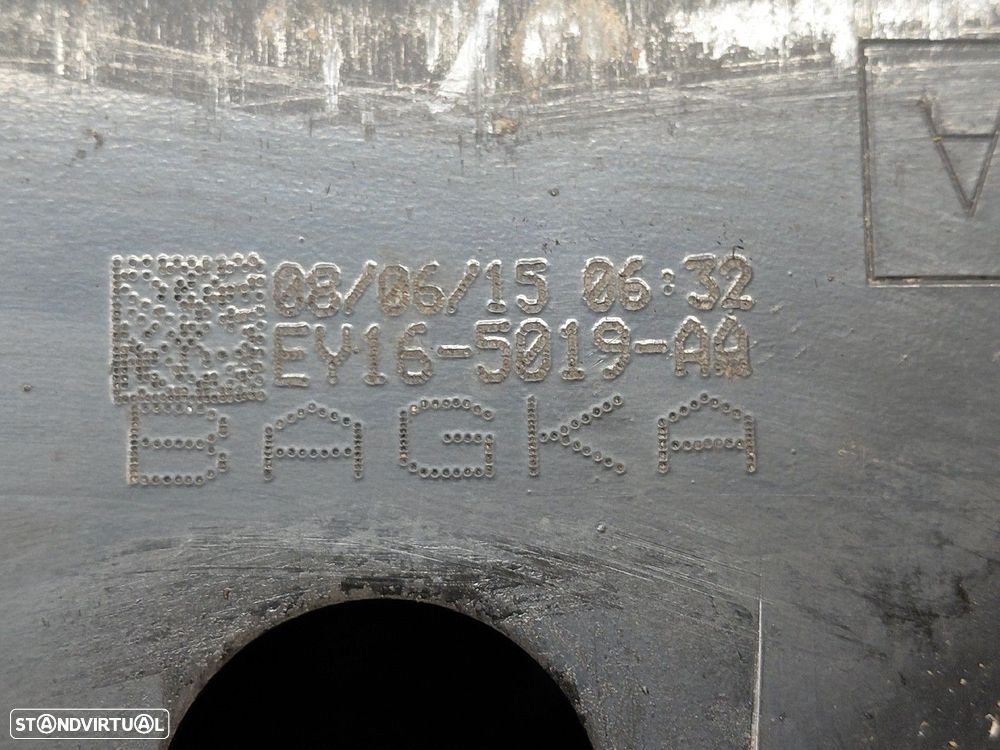 08/06/15 06:32
EY16-5019-AA
BAGKA
A
STANDVIRTUAL